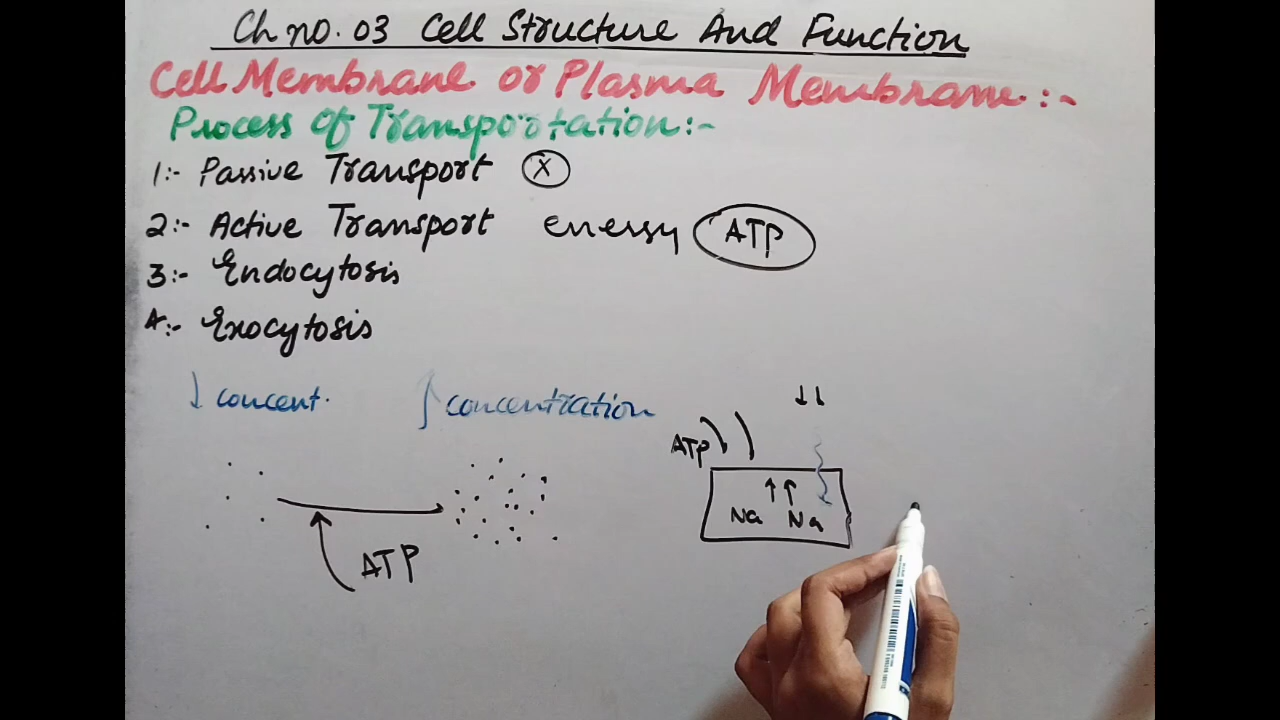 Ch no. 03 Cell Structure And Function
Cell Membrane or Plasma Membrane:-
Process of Transportation:-
1:- Passive Transport X
2:- Active Transport energy ATP
3:- Endocytosis
4:- Exocytosis
↓ concent. ↑ concentration
↓↓
ATP
↑↑
Na Na
ATP